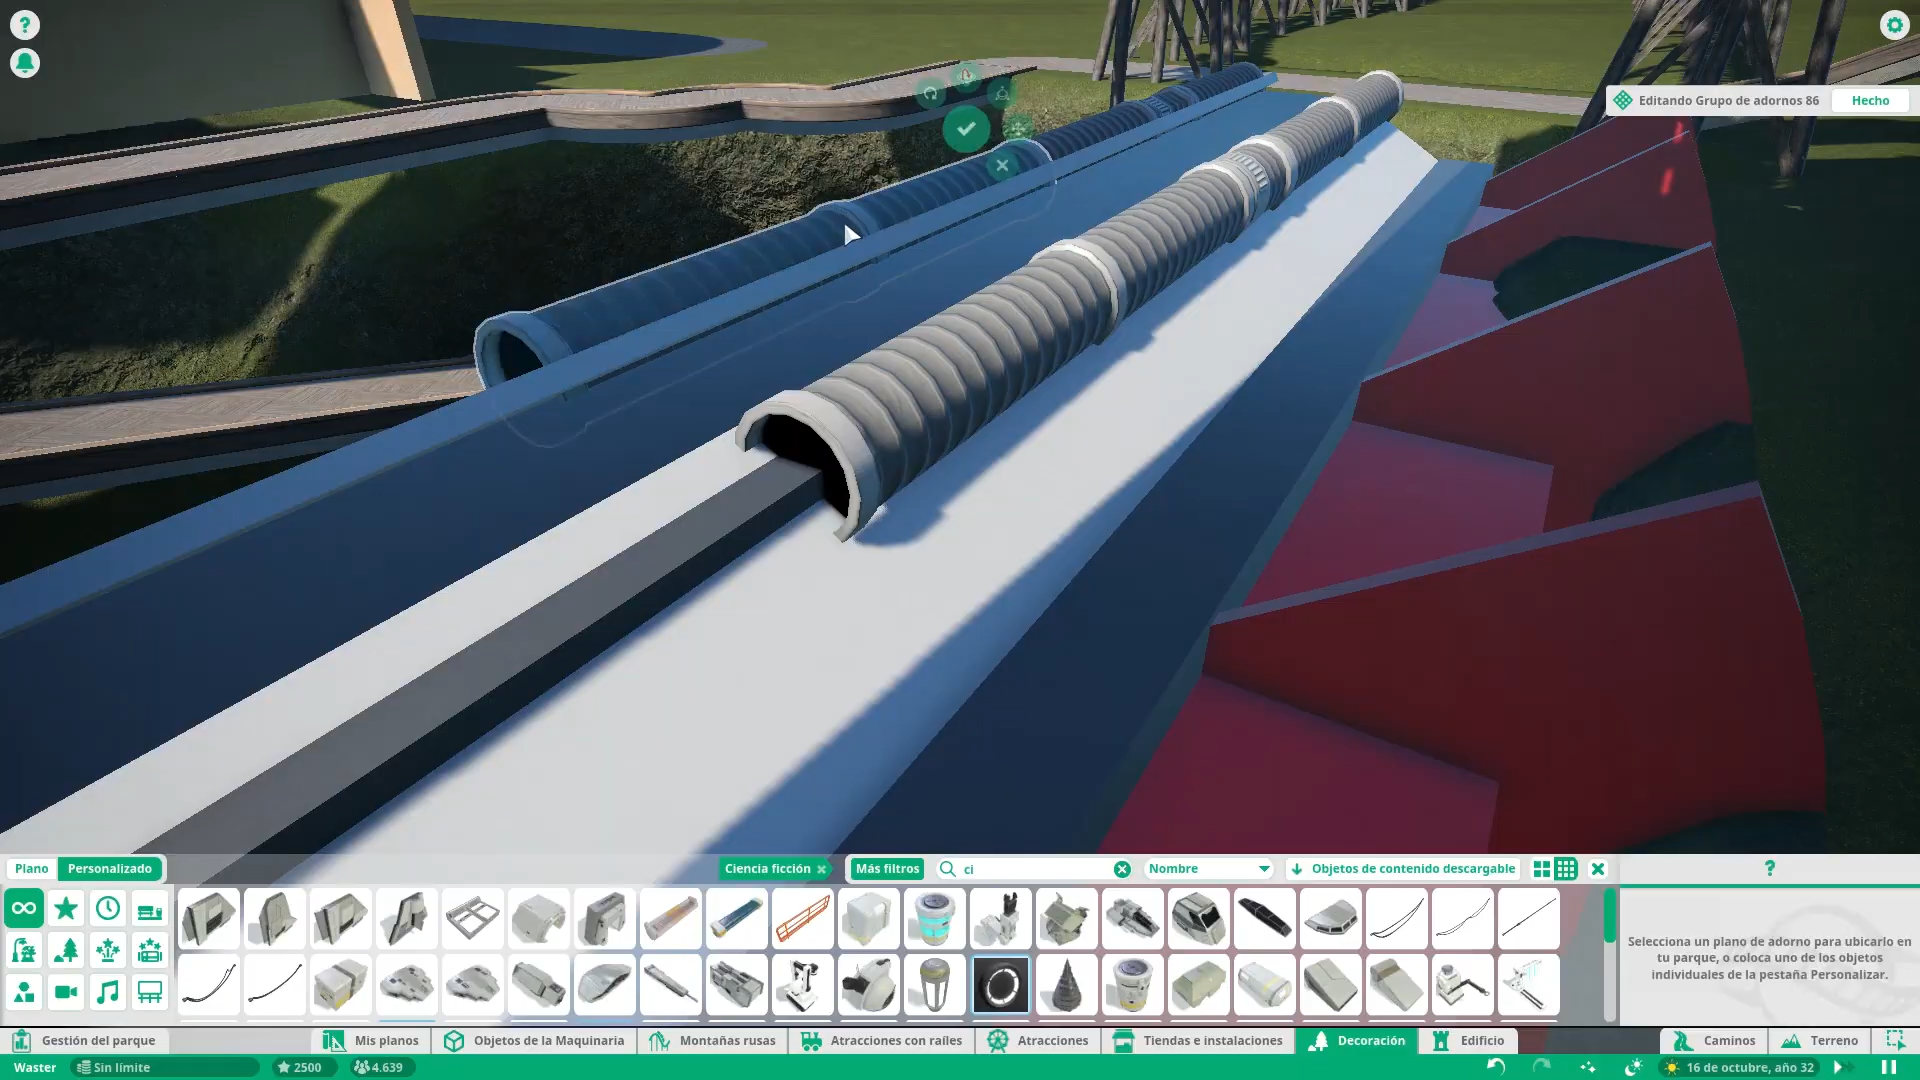 ?
Editando Grupo de adornos 86
Hecho
Plano
Personalizado
Ciencia ficción
Más filtros
ci
Nombre
Objetos de contenido descargable
?
Selecciona un plano de adorno para ubicarlo en
tu parque, o coloca uno de los objetos
individuales de la pestaña Personalizar.
Gestión del parque
Mis planos
Objetos de la Maquinaria
Montañas rusas
Atracciones con raíles
Atracciones
Tiendas e instalaciones
Decoración
Edificio
Caminos
Terreno
Waster
Sin límite
2500
4.639
16 de octubre, año 32